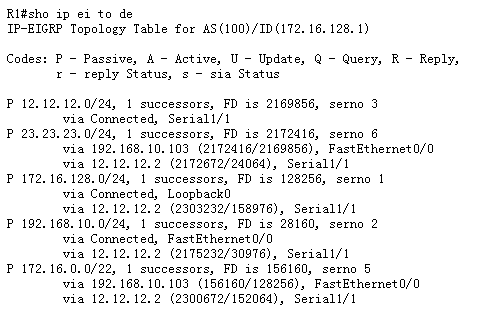 R1#sho ip ei to de
IP-EIGRP Topology Table for AS(100)/ID(172.16.128.1)
Codes: P - Passive, A - Active, U - Update, Q - Query, R - Reply,
r - reply Status, s - sia Status
P 12.12.12.0/24, 1 successors, FD is 2169856, serno 3
via Connected, Serial1/1
P 23.23.23.0/24, 1 successors, FD is 2172416, serno 6
via 192.168.10.103 (2172416/2169856), FastEthernet0/0
via 12.12.12.2 (2172672/24064), Serial1/1
P 172.16.128.0/24, 1 successors, FD is 128256, serno 1
via Connected, Loopback0
via 12.12.12.2 (2303232/158976), Serial1/1
P 192.168.10.0/24, 1 successors, FD is 28160, serno 2
via Connected, FastEthernet0/0
via 12.12.12.2 (2175232/30976), Serial1/1
P 172.16.0.0/22, 1 successors, FD is 156160, serno 5
via 192.168.10.103 (156160/128256), FastEthernet0/0
via 12.12.12.2 (2300672/152064), Serial1/1